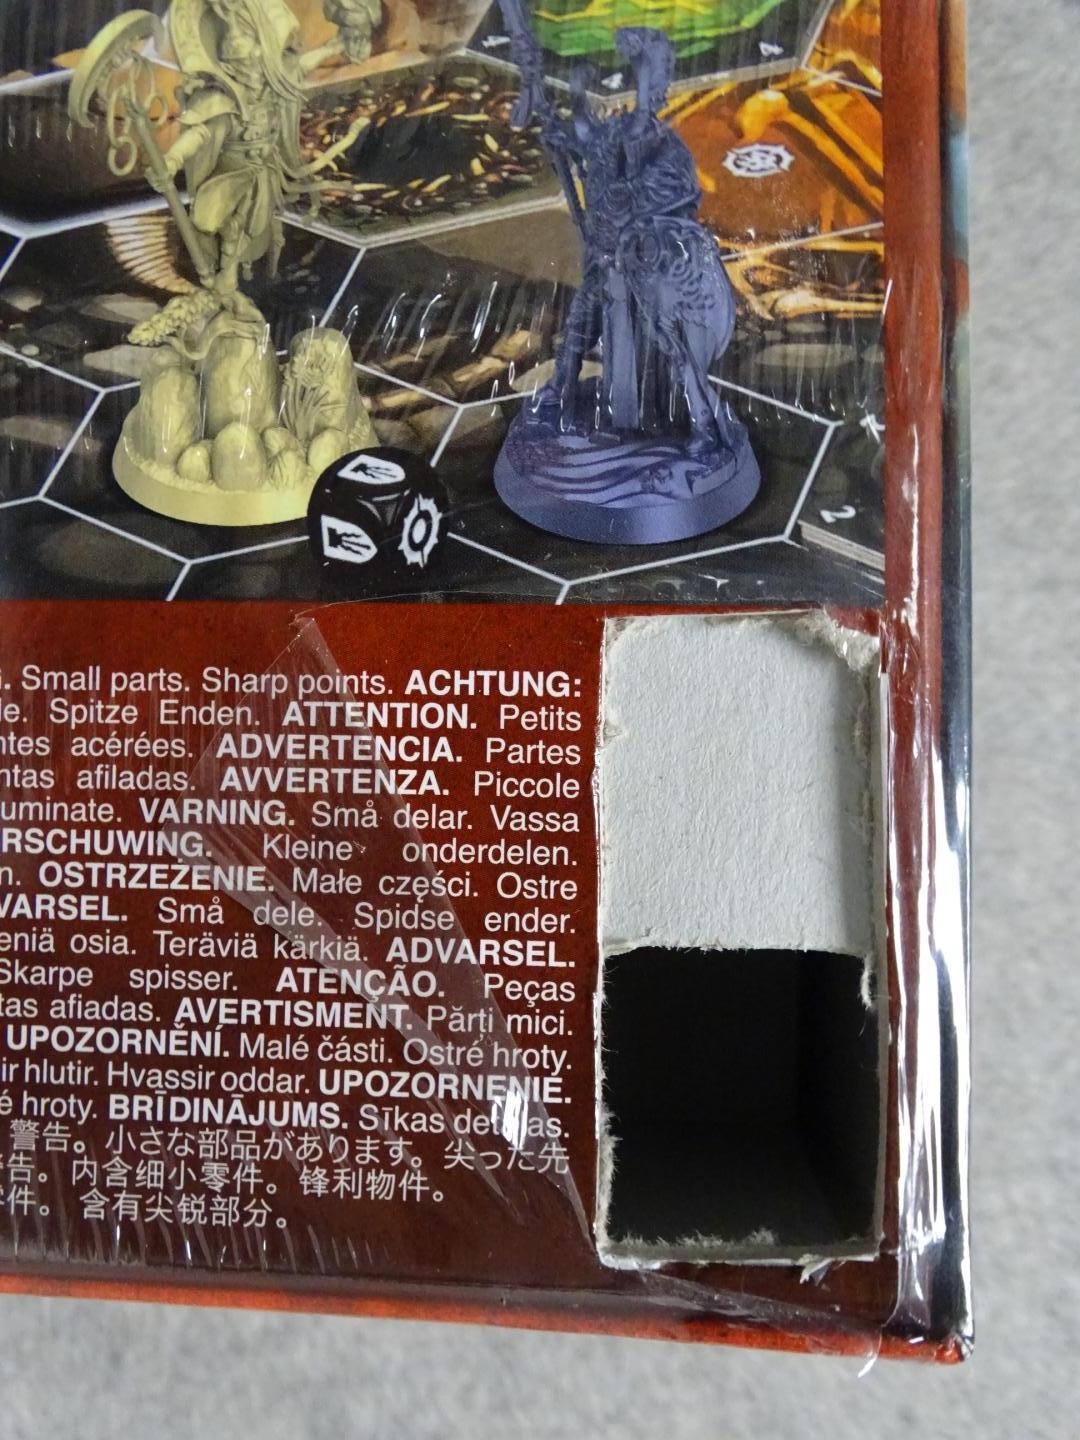 4
4
4
2
. Small parts. Sharp points. ACHTUNG:
le. Spitze Enden. ATTENTION. Petits
ntes acérées. ADVERTENCIA. Partes
ntas afiladas. AVVERTENZA. Piccole
uminate. VARNING. Små delar. Vassa
RSCHUWING. Kleine onderdelen.
n. OSTRZEŻENIE. Małe części. Ostre
VARSEL. Små dele. Spidse ender.
eniä osia. Teräviä kärkiä. ADVARSEL.
Skarpe spisser. ATENÇÃO. Peças
tas afiadas. AVERTISMENT. Părți mici.
UPOZORNĚNÍ. Malé části. Ostré hroty.
ir hlutir. Hvassir oddar. UPOZORNENIE.
é hroty. BRĪDINĀJUMS. Sīkas detaļas.
警告。小さな部品があります。尖った先
告。内含细小零件。锋利物件。
件。含有尖锐部分。